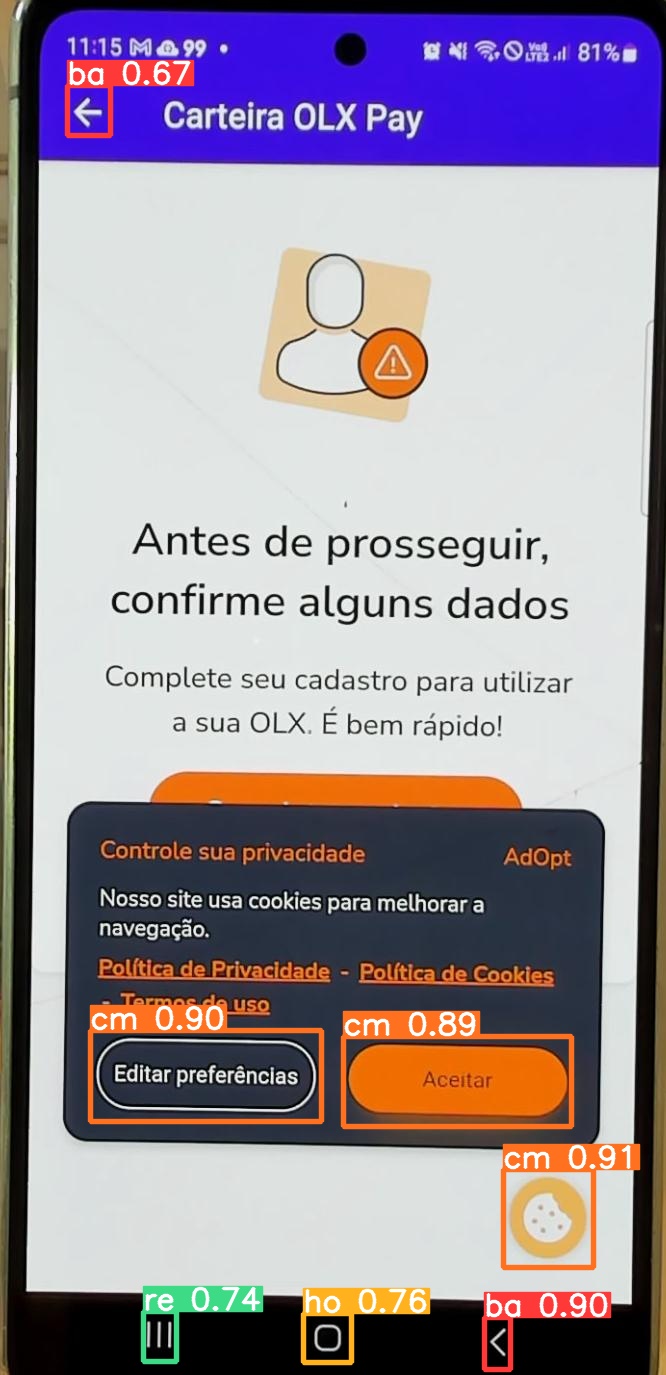 11:15 99
81%
ba 0.67
Carteira OLX Pay
Antes de prosseguir,
confirme alguns dados
Complete seu cadastro para utilizar
a sua OLX. É bem rápido!
Controle sua privacidade AdOpt
Nosso site usa cookies para melhorar a
navegação.
Política de Privacidade - Política de Cookies
- Termos de uso
cm 0.90 cm 0.89
Editar preferências Aceitar
cm 0.91
re 0.74 ho 0.76 ba 0.90